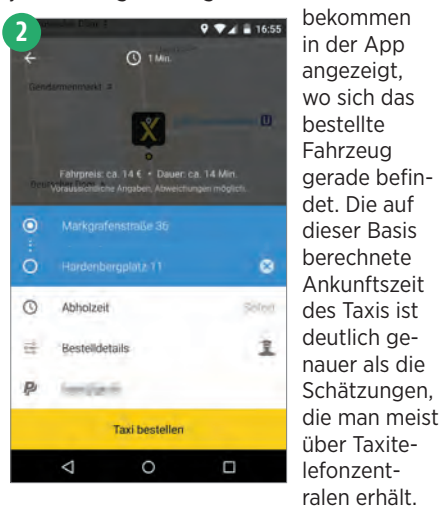 2
16:55
1 Min.
Gendarmenmarkt
U
Fahrpreis: ca. 14 € • Dauer: ca. 14 Min.
Voraussichtliche Angaben, Abweichungen möglich.
Markgrafenstraße 36
Hardenbergplatz 11
Abholzeit
Sofort
Bestelldetails
Taxi bestellen
bekommen
in der App
angezeigt,
wo sich das
bestellte
Fahrzeug
gerade befin-
det. Die auf
dieser Basis
berechnete
Ankunftszeit
des Taxis ist
deutlich ge-
nauer als die
Schätzungen,
die man meist
über Taxite-
lefonzent-
ralen erhält.